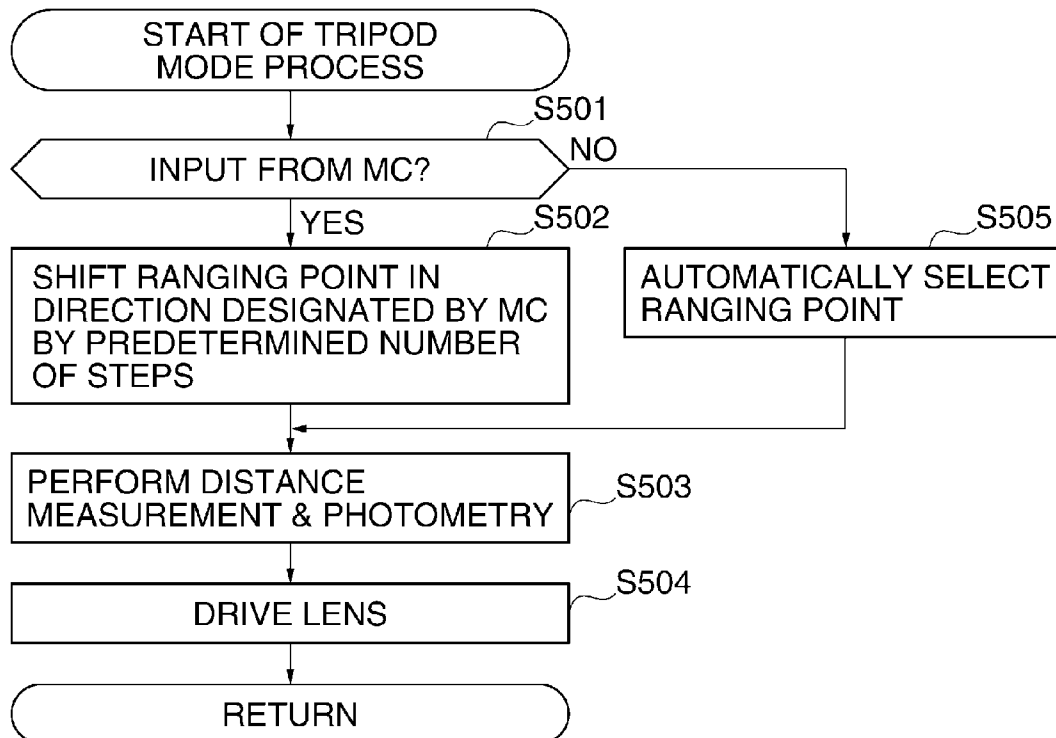 START OF TRIPOD
MODE PROCESS
S501
INPUT FROM MC?
NO
YES
S502
SHIFT RANGING POINT IN
DIRECTION DESIGNATED BY MC
BY PREDETERMINED NUMBER
OF STEPS
S505
AUTOMATICALLY SELECT
RANGING POINT
PERFORM DISTANCE
MEASUREMENT & PHOTOMETRY
S503
DRIVE LENS
S504
RETURN